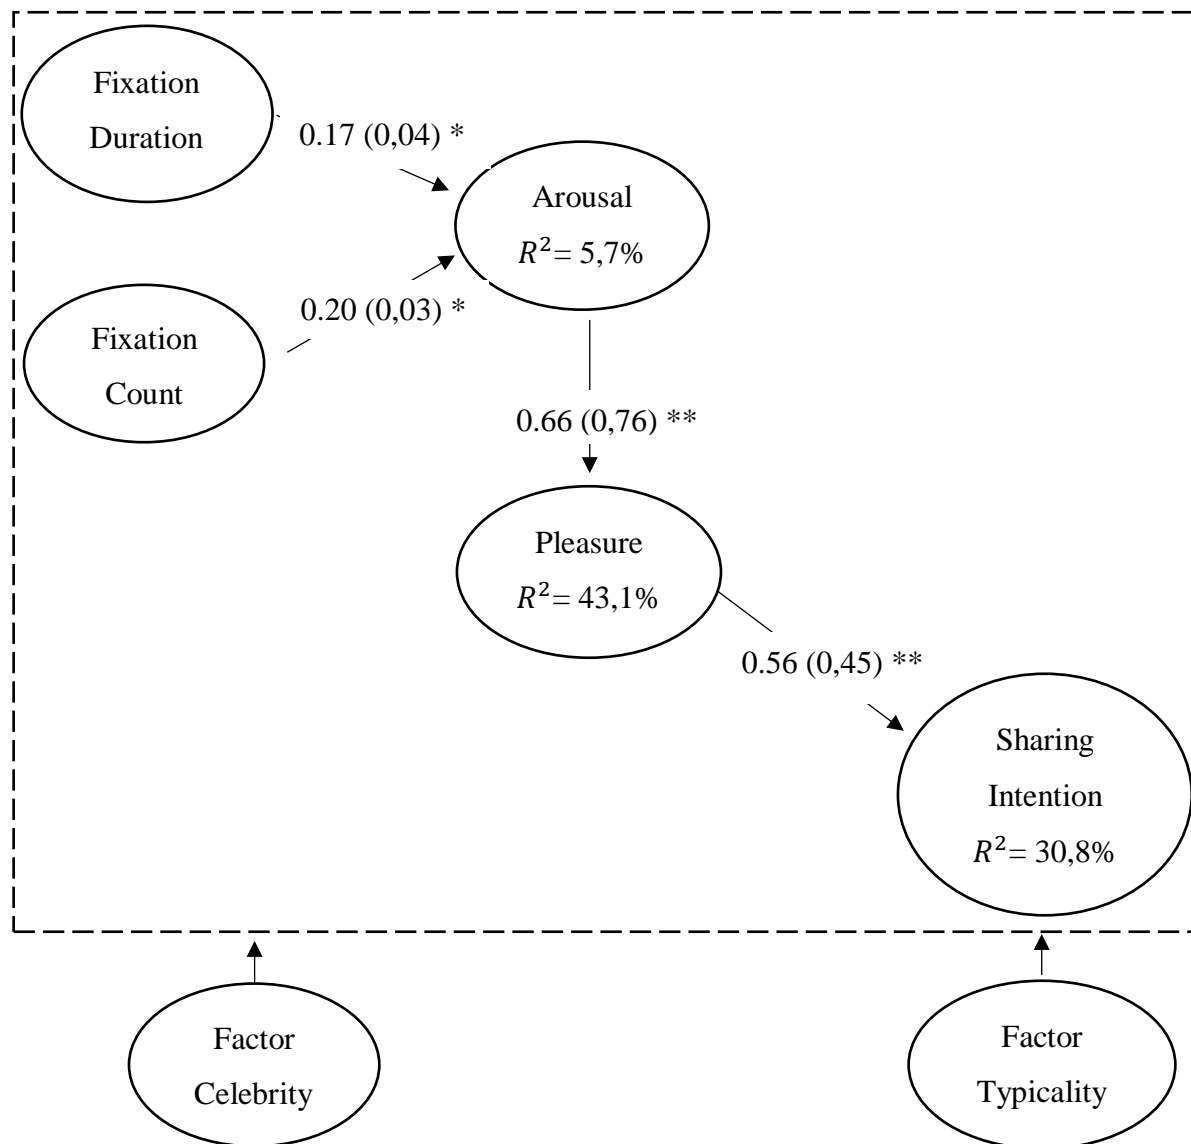 Fixation
Duration
0.17 (0,04) *
Arousal
𝑅²= 5,7%
0.20 (0,03) *
Fixation
Count
0.66 (0,76) **
Pleasure
𝑅²= 43,1%
0.56 (0,45) **
Sharing
Intention
𝑅²= 30,8%
Factor
Celebrity
Factor
Typicality